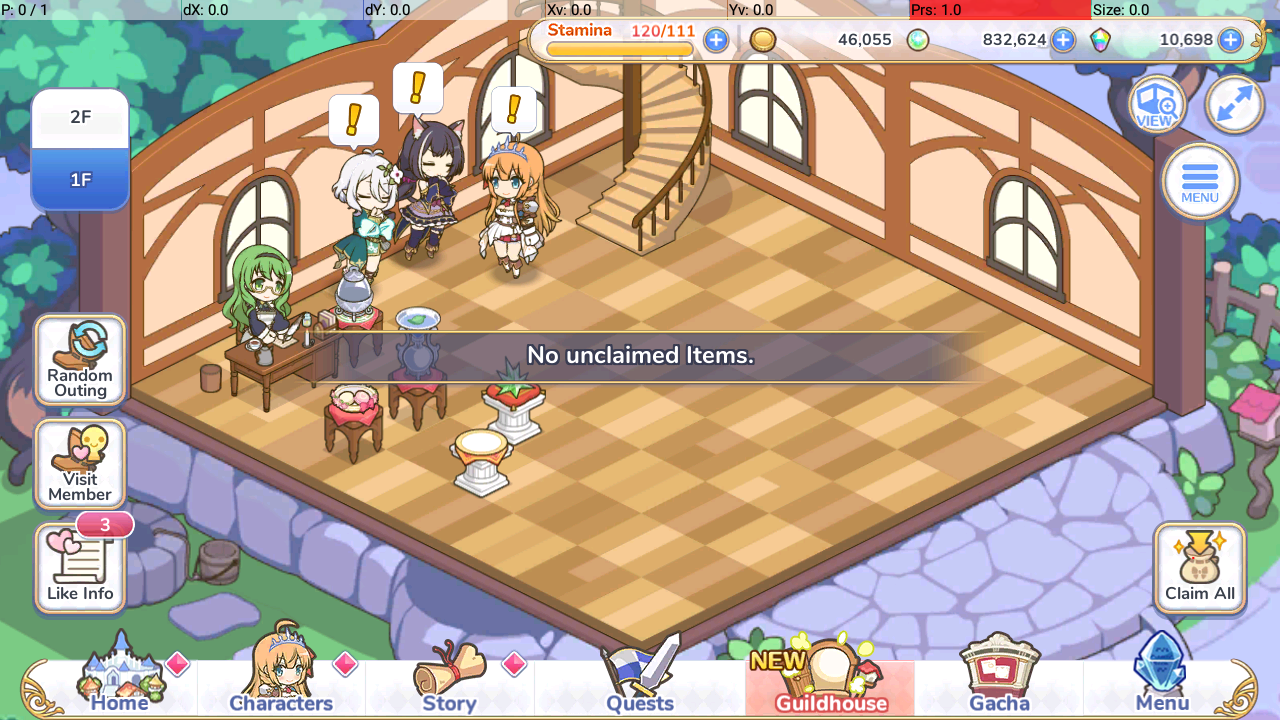 P: 0 / 1
dX: 0.0
dY: 0.0
Xv: 0.0
Yv: 0.0
Prs: 1.0
Size: 0.0
Stamina 120/111
46,055
832,624
10,698
2F
1F
VIEW
MENU
No unclaimed Items.
Random
Outing
Visit
Member
3
Like Info
Claim All
NEW
Home
Characters
Story
Quests
Guildhouse
Gacha
Menu